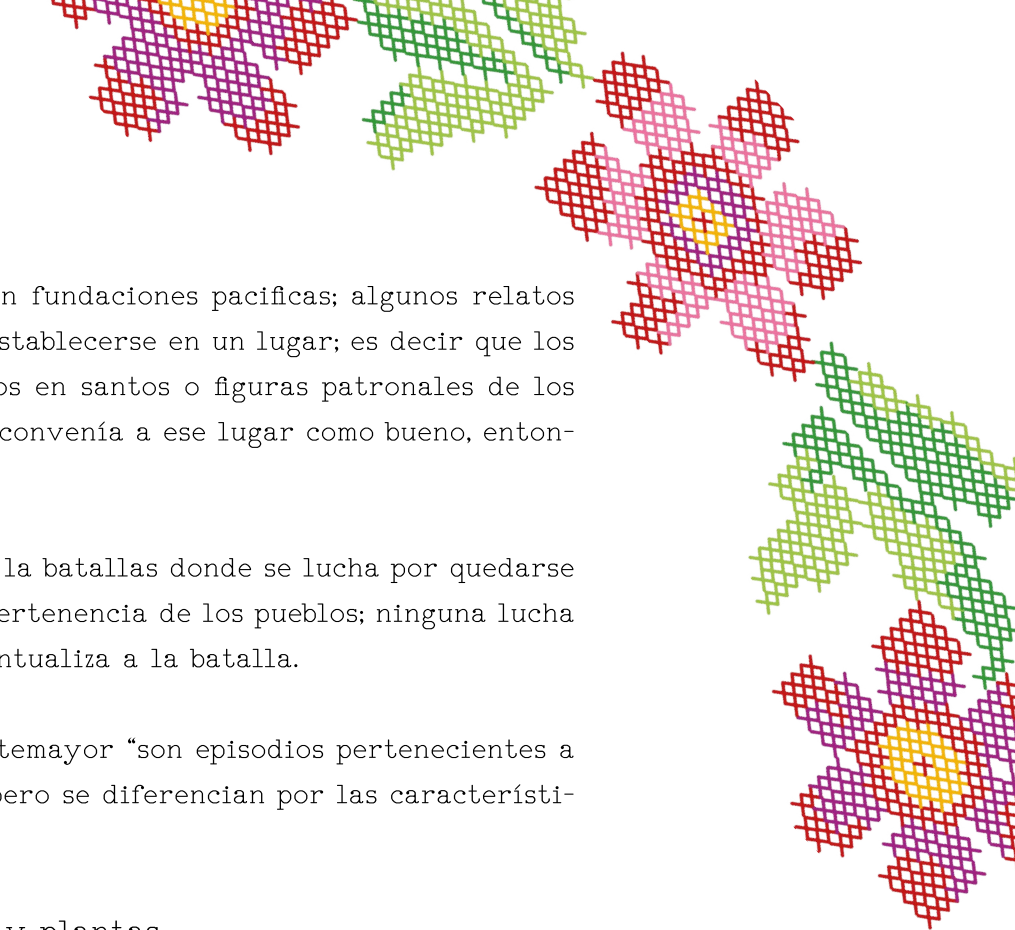 n fundaciones pacificas; algunos relatos
stablecerse en un lugar; es decir que los
os en santos o figuras patronales de los
convenía a ese lugar como bueno, enton-
la batallas donde se lucha por quedarse
ertenencia de los pueblos; ninguna lucha
ntualiza a la batalla.
temayor “son episodios pertenecientes a
pero se diferencian por las característi-
y plantas